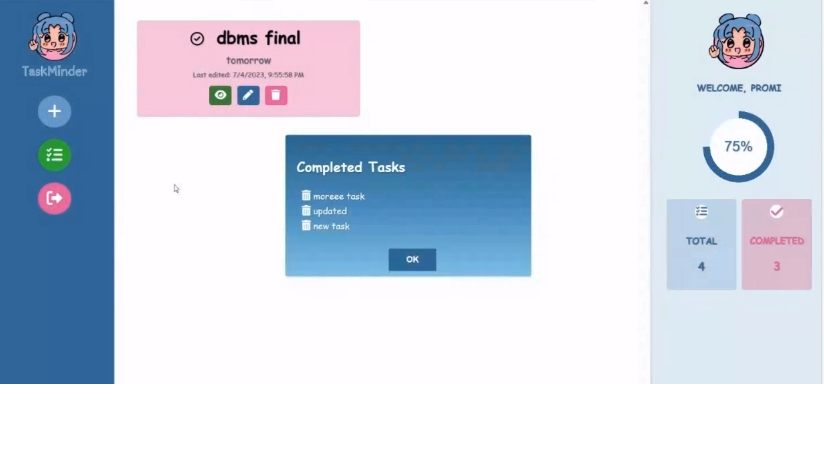 TaskMinder
dbms final
tomorrow
Last edited: 7/4/2023, 9:55:58 PM
Completed Tasks
moreee task
updated
new task
OK
WELCOME, PROMI
75%
TOTAL
4
COMPLETED
3